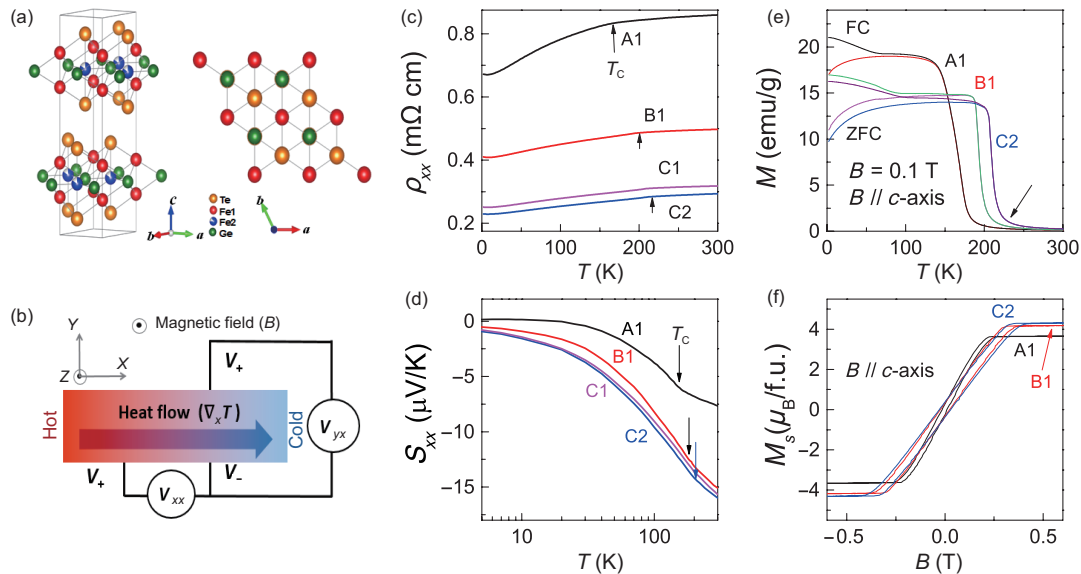 (a)
Te
Fe1
Fe2
Ge
c
b
a
b
a
(b)
Magnetic field (B)
Y
Z
X
V+
Hot
Heat flow (∇xT)
Cold
Vyx
V+
V−
Vxx
(c)
ρxx (mΩ cm)
0.8
0.6
0.4
0.2
A1
TC
B1
C1
C2
0
100
200
300
T (K)
(d)
Sxx (μV/K)
0
−5
−10
−15
A1
TC
B1
C1
C2
10
100
T (K)
(e)
M (emu/g)
25
20
15
10
5
0
FC
A1
B1
ZFC
C2
B = 0.1 T
B // c-axis
0
100
200
300
T (K)
(f)
Ms(μB/f.u.)
4
2
0
−2
−4
C2
A1
B // c-axis
B1
−0.5
0.0
0.5
B (T)